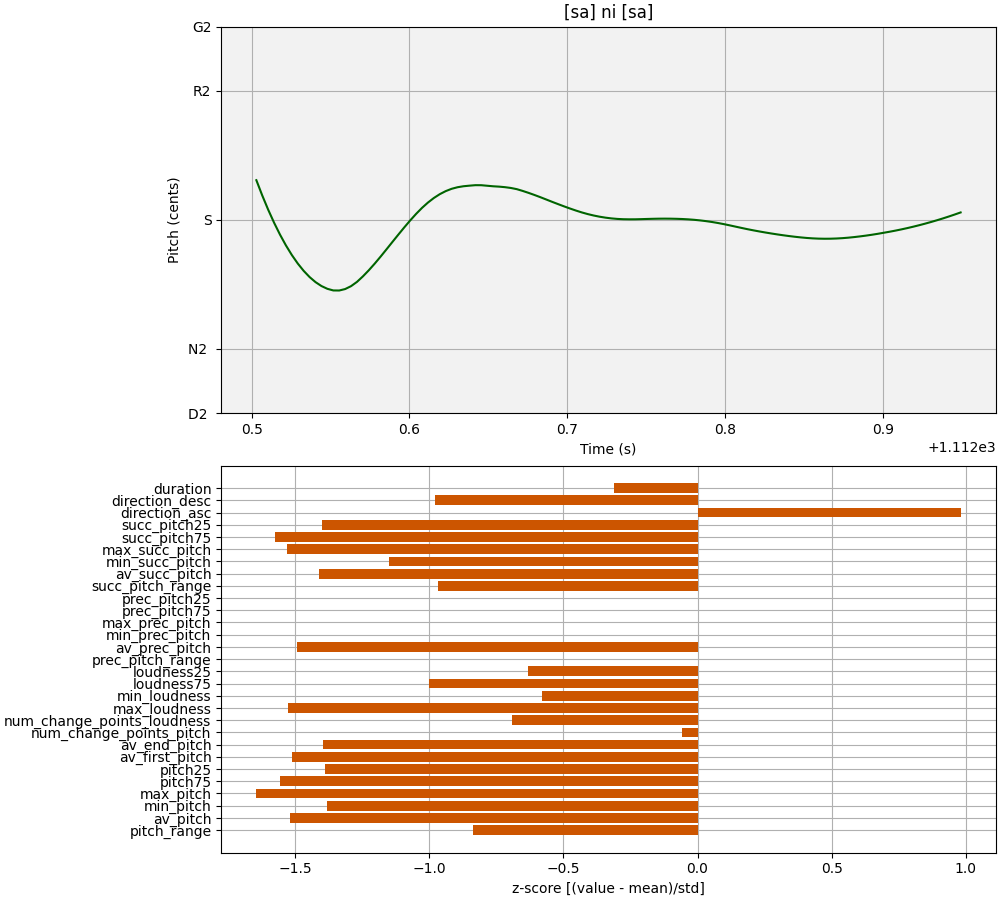 [sa] ni [sa]
G2
R2
S
N2
D2
Pitch (cents)
0.5 0.6 0.7 0.8 0.9
Time (s)
+1.112e3
duration
direction_desc
direction_asc
succ_pitch25
succ_pitch75
max_succ_pitch
min_succ_pitch
av_succ_pitch
succ_pitch_range
prec_pitch25
prec_pitch75
max_prec_pitch
min_prec_pitch
av_prec_pitch
prec_pitch_range
loudness25
loudness75
min_loudness
max_loudness
num_change_points_loudness
num_change_points_pitch
av_end_pitch
av_first_pitch
pitch25
pitch75
max_pitch
min_pitch
av_pitch
pitch_range
−1.5 −1.0 −0.5 0.0 0.5 1.0
z-score [(value - mean)/std]